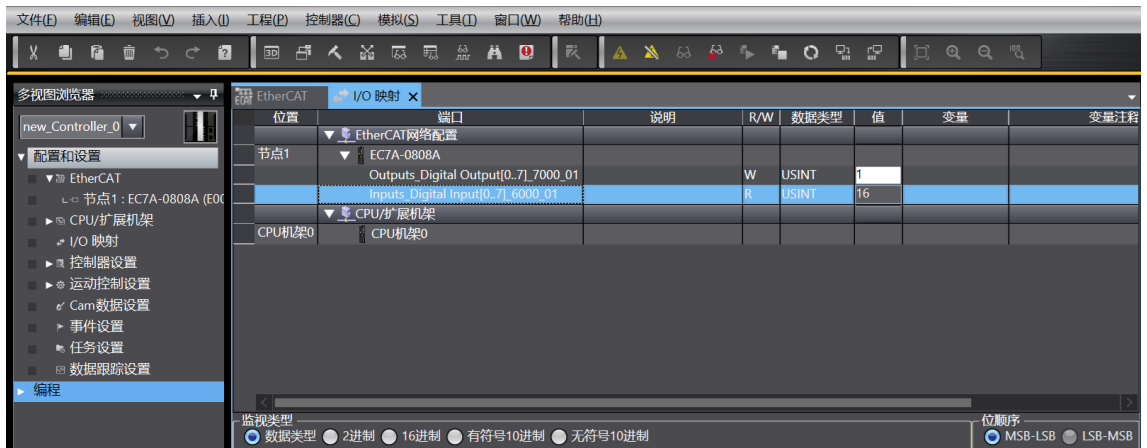 文件(F) 编辑(E) 视图(V) 插入(I) 工程(P) 控制器(C) 模拟(S) 工具(T) 窗口(W) 帮助(H)
多视图浏览器
new_Controller_0
配置和设置
EtherCAT
节点1 : EC7A-0808A (E00
CPU/扩展机架
I/O 映射
控制器设置
运动控制设置
Cam数据设置
事件设置
任务设置
数据跟踪设置
编程
EtherCAT I/O 映射
位置 端口 说明 R/W 数据类型 值 变量 变量注释
EtherCAT网络配置
节点1 EC7A-0808A
Outputs_Digital Output[0..7]_7000_01 W USINT 1
Inputs_Digital Input[0..7]_6000_01 R USINT 16
CPU/扩展机架
CPU机架0 CPU机架0
监视类型
数据类型 2进制 16进制 有符号10进制 无符号10进制
位顺序
MSB-LSB LSB-MSB